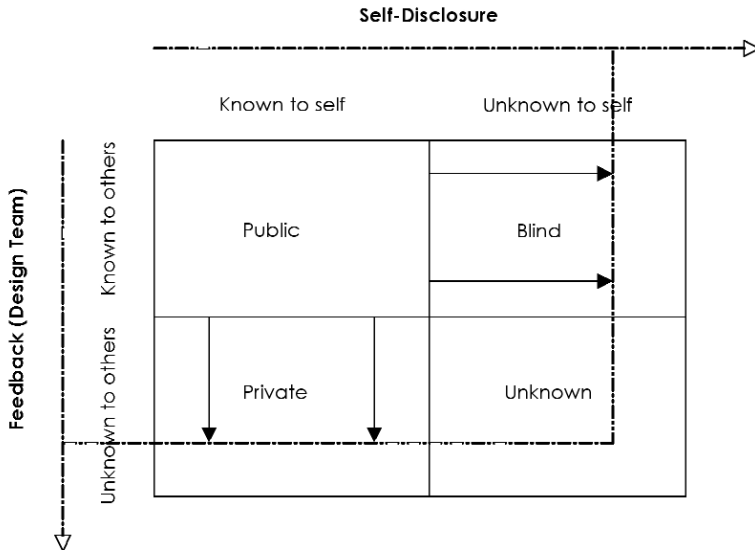 Self-Disclosure
Known to self
Unknown to self
Feedback (Design Team)
Known to others
Unknown to others
Public
Blind
Private
Unknown